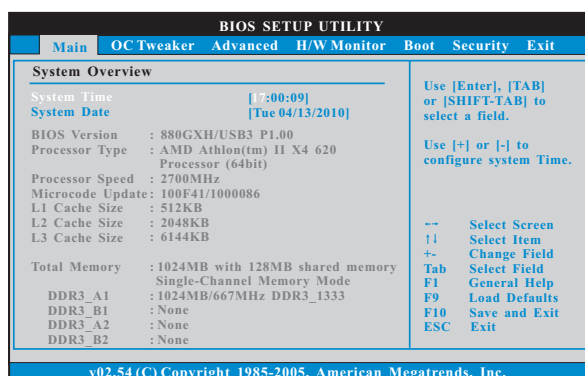 BIOS SETUP UTILITY
Main OC Tweaker Advanced H/W Monitor Boot Security Exit
System Overview
System Time [17:00:09]
System Date [Tue 04/13/2010]
BIOS Version : 880GXH/USB3 P1.00
Processor Type : AMD Athlon(tm) II X4 620
Processor (64bit)
Processor Speed : 2700MHz
Microcode Update : 100F41/1000086
L1 Cache Size : 512KB
L2 Cache Size : 2048KB
L3 Cache Size : 6144KB
Total Memory : 1024MB with 128MB shared memory
Single-Channel Memory Mode
DDR3_A1 : 1024MB/667MHz DDR3_1333
DDR3_B1 : None
DDR3_A2 : None
DDR3_B2 : None
Use [Enter], [TAB]
or [SHIFT-TAB] to
select a field.
Use [+] or [-] to
configure system Time.
←→ Select Screen
↑↓ Select Item
+- Change Field
Tab Select Field
F1 General Help
F9 Load Defaults
F10 Save and Exit
ESC Exit
v02.54 (C) Copyright 1985-2005, American Megatrends, Inc.